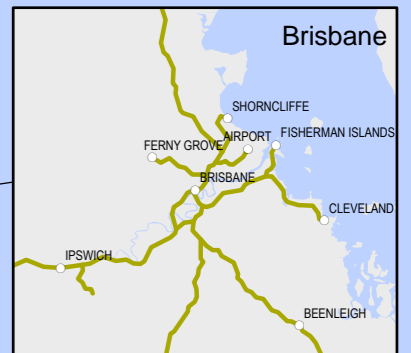 Brisbane
SHORNCLIFFE
FERNY GROVE
AIRPORT
FISHERMAN ISLANDS
BRISBANE
CLEVELAND
IPSWICH
BEENLEIGH